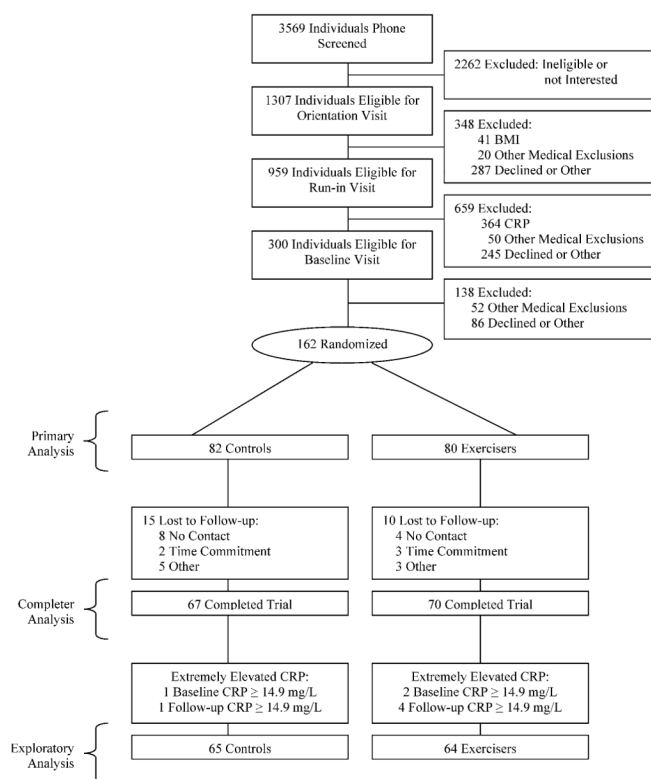 3569 Individuals Phone
Screened
2262 Excluded: Ineligible or
not Interested
1307 Individuals Eligible for
Orientation Visit
348 Excluded:
41 BMI
20 Other Medical Exclusions
287 Declined or Other
959 Individuals Eligible for
Run-in Visit
659 Excluded:
364 CRP
50 Other Medical Exclusions
245 Declined or Other
300 Individuals Eligible for
Baseline Visit
138 Excluded:
52 Other Medical Exclusions
86 Declined or Other
162 Randomized
Primary
Analysis
82 Controls
80 Exercisers
15 Lost to Follow-up:
8 No Contact
2 Time Commitment
5 Other
10 Lost to Follow-up:
4 No Contact
3 Time Commitment
3 Other
Completer
Analysis
67 Completed Trial
70 Completed Trial
Extremely Elevated CRP:
1 Baseline CRP ≥ 14.9 mg/L
1 Follow-up CRP ≥ 14.9 mg/L
Extremely Elevated CRP:
2 Baseline CRP ≥ 14.9 mg/L
4 Follow-up CRP ≥ 14.9 mg/L
Exploratory
Analysis
65 Controls
64 Exercisers